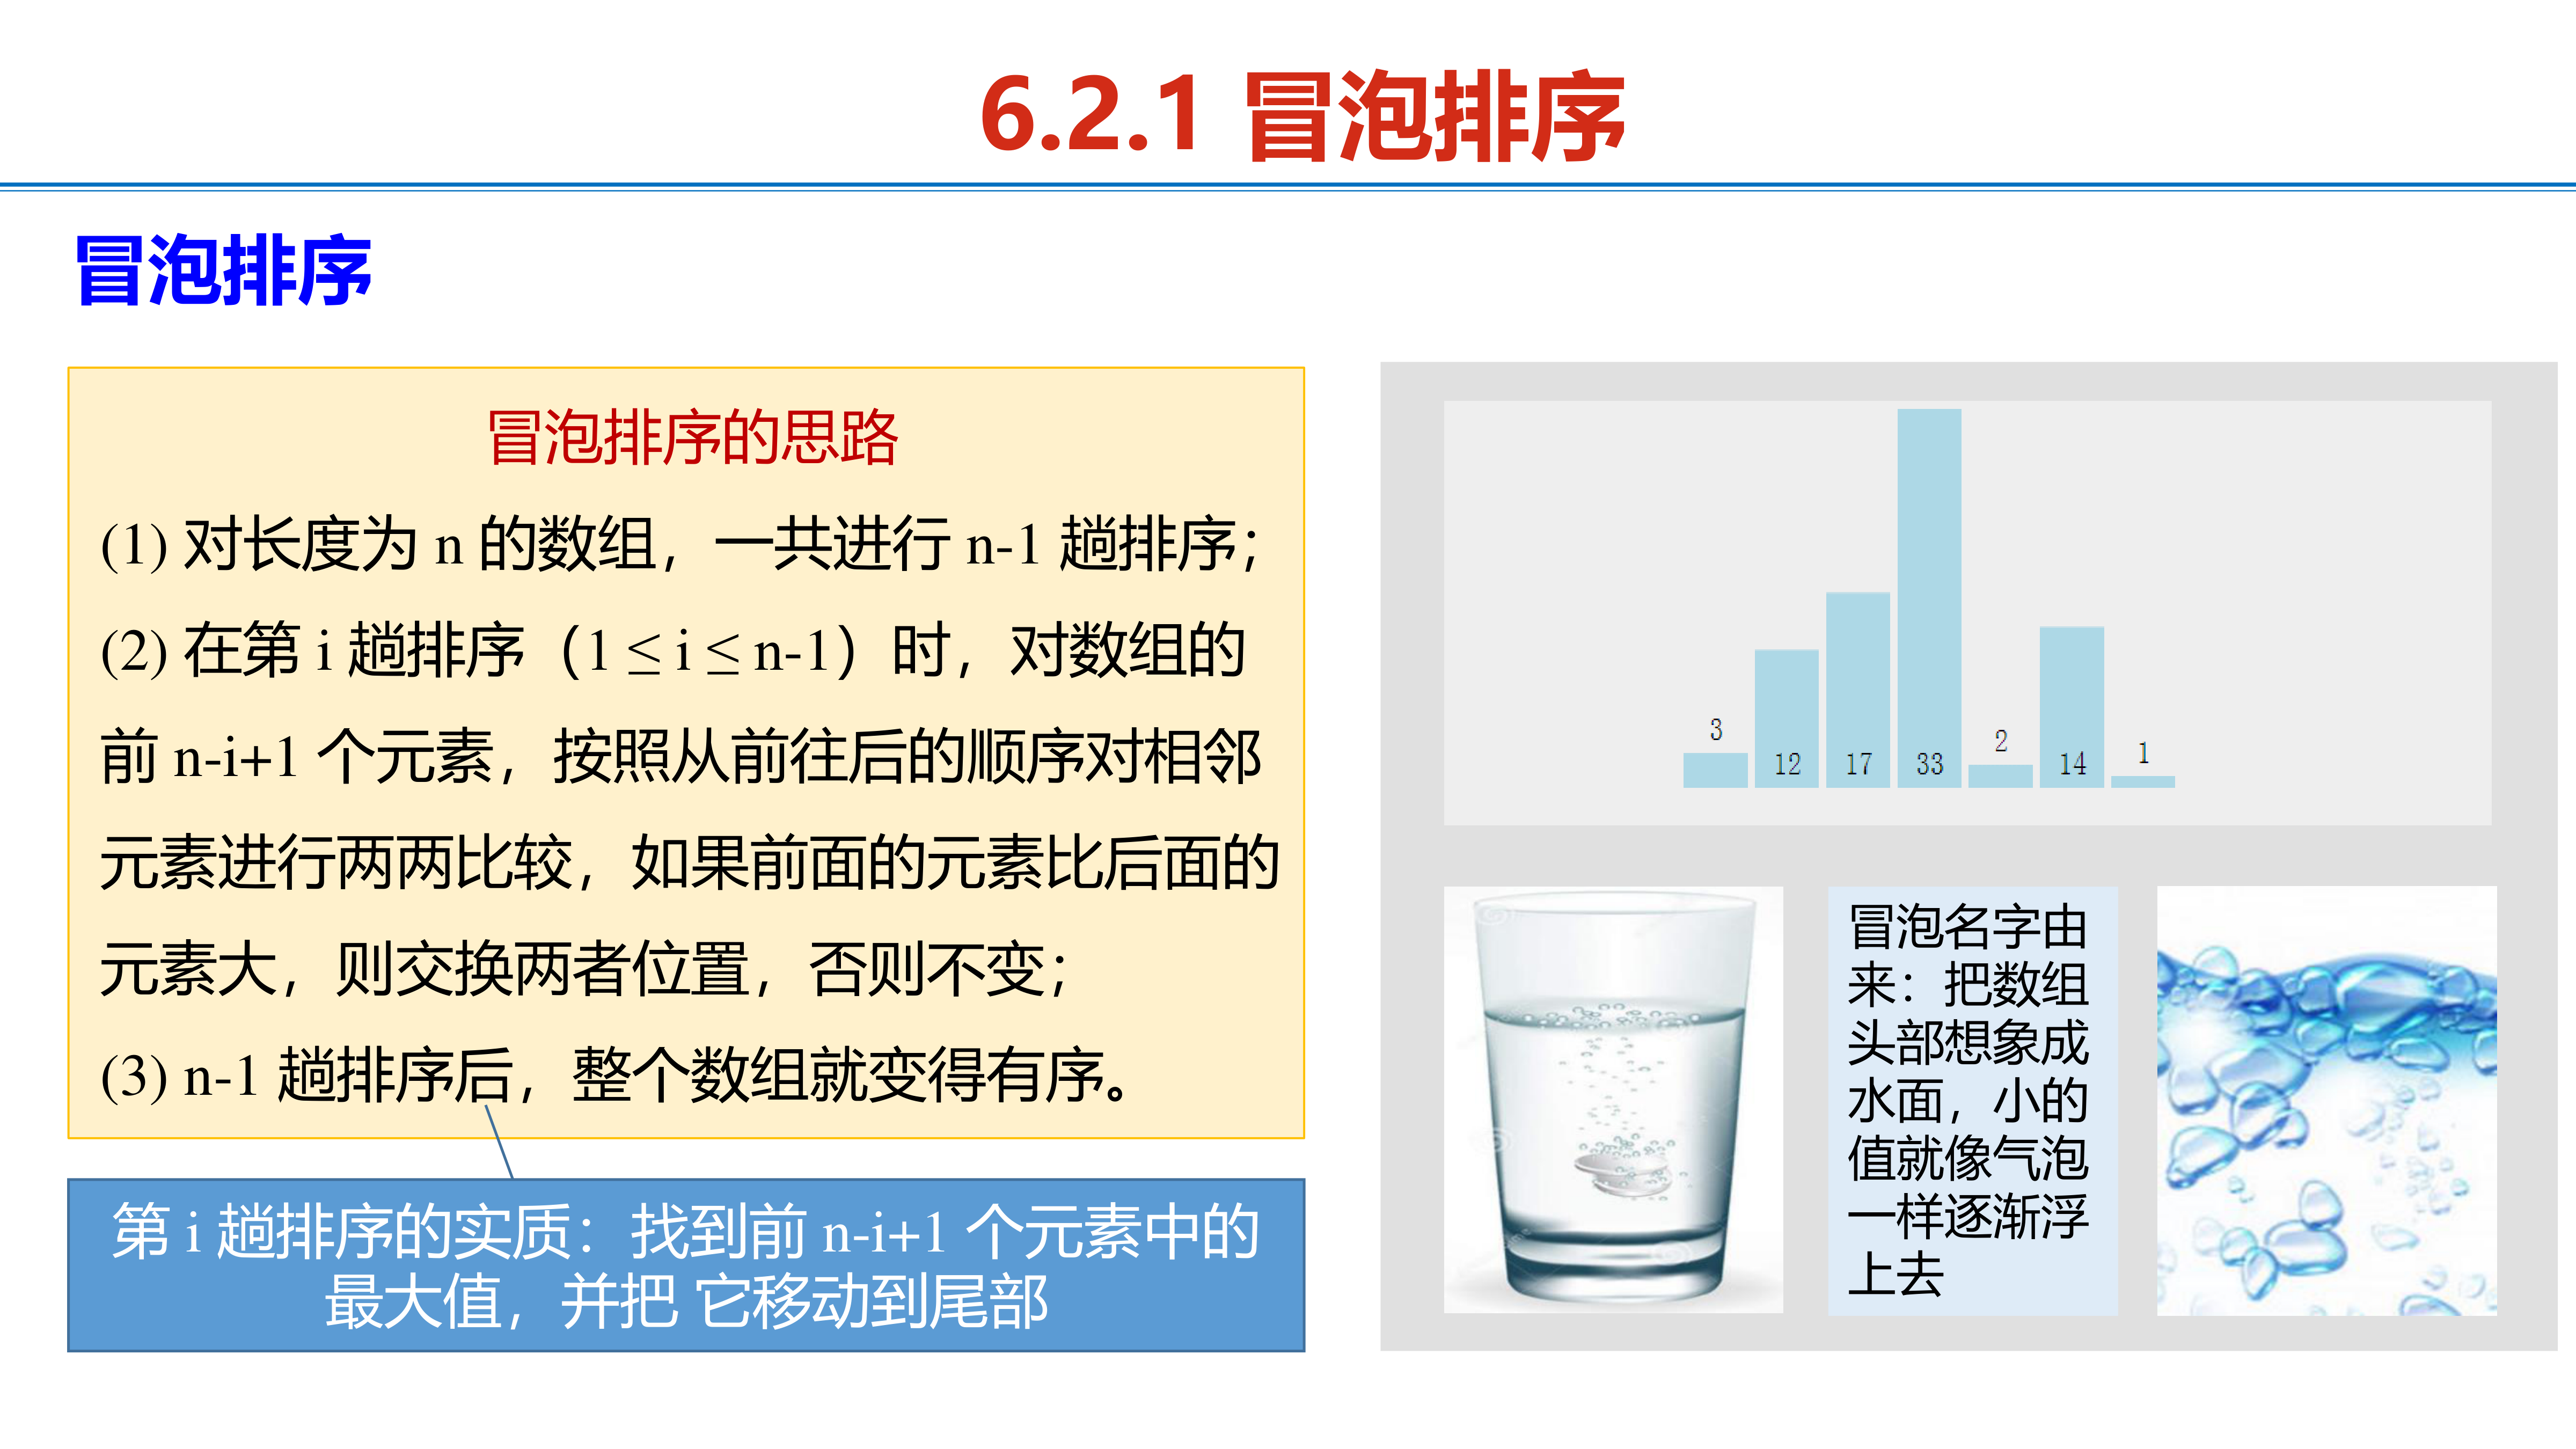 6.2.1 冒泡排序
冒泡排序
冒泡排序的思路
(1) 对长度为 n 的数组，一共进行 n-1 趟排序；
(2) 在第 i 趟排序（1 ≤ i ≤ n-1）时，对数组的
前 n-i+1 个元素，按照从前往后的顺序对相邻
元素进行两两比较，如果前面的元素比后面的
元素大，则交换两者位置，否则不变；
(3) n-1 趟排序后，整个数组就变得有序。
第 i 趟排序的实质：找到前 n-i+1 个元素中的
最大值，并把 它移动到尾部
3 12 17 33 2 14 1
冒泡名字由
来：把数组
头部想象成
水面，小的
值就像气泡
一样逐渐浮
上去